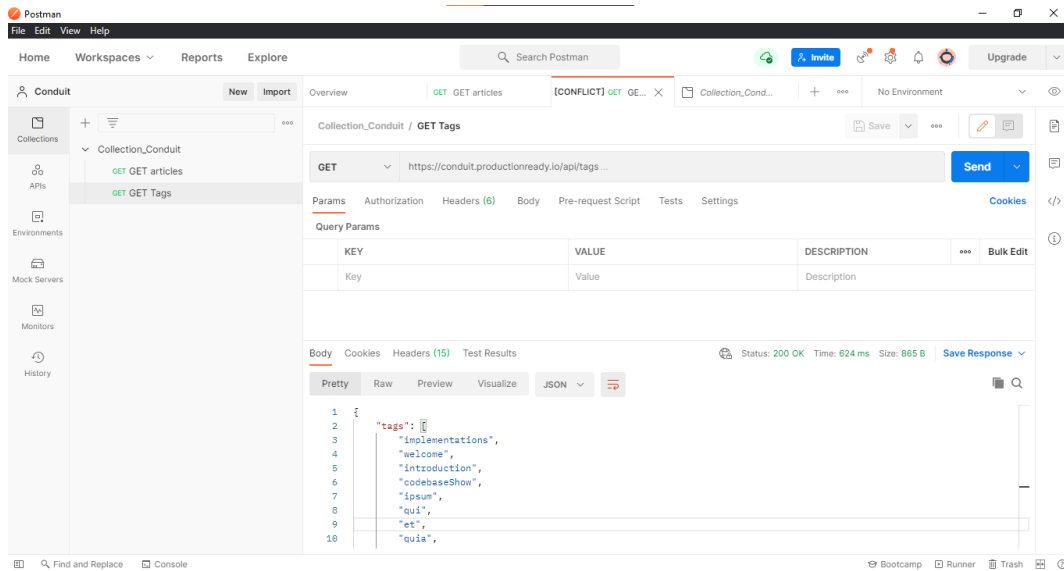 Postman
File Edit View Help
Home Workspaces Reports Explore Search Postman Invite Upgrade
Conduit New Import Overview GET GET articles [CONFLICT] GET GE... Collection_Cond... No Environment
Collections
APIs
Environments
Mock Servers
Monitors
History
Collection_Conduit
GET GET articles
GET GET Tags
Collection_Conduit / GET Tags Save
GET https://conduit.productionready.io/api/tags ... Send
Params Authorization Headers (6) Body Pre-request Script Tests Settings Cookies
Query Params
KEY VALUE DESCRIPTION Bulk Edit
Key Value Description
Body Cookies Headers (15) Test Results Status: 200 OK Time: 624 ms Size: 865 B Save Response
Pretty Raw Preview Visualize JSON
1 {
2 "tags": [
3 "implementations",
4 "welcome",
5 "introduction",
6 "codebaseShow",
7 "ipsum",
8 "qui",
9 "et",
10 "quia",
Find and Replace Console Bootcamp Runner Trash